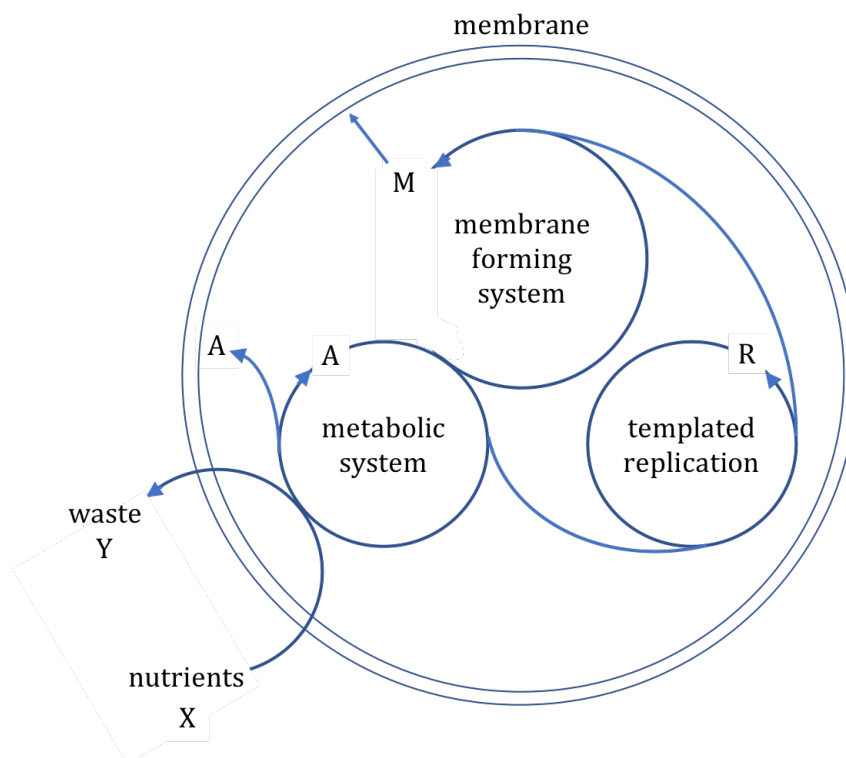 membrane
M
membrane
forming
system
A
A
R
metabolic
system
templated
replication
waste
Y
nutrients
X